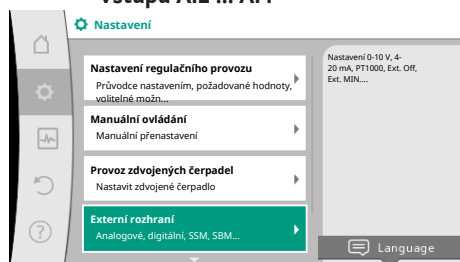 Nastavení
Nastavení regulačního provozu
Průvodce nastavením, požadované hodnoty,
volitelné možn...
Manuální ovládání
Manuální přenastavení
Provoz zdvojených čerpadel
Nastavit zdvojené čerpadlo
Externí rozhraní
Analogové, digitální, SSM, SBM...
Nastavení 0-10 V, 4-
20 mA, PT1000, Ext. Off,
Ext. MIN....
Language